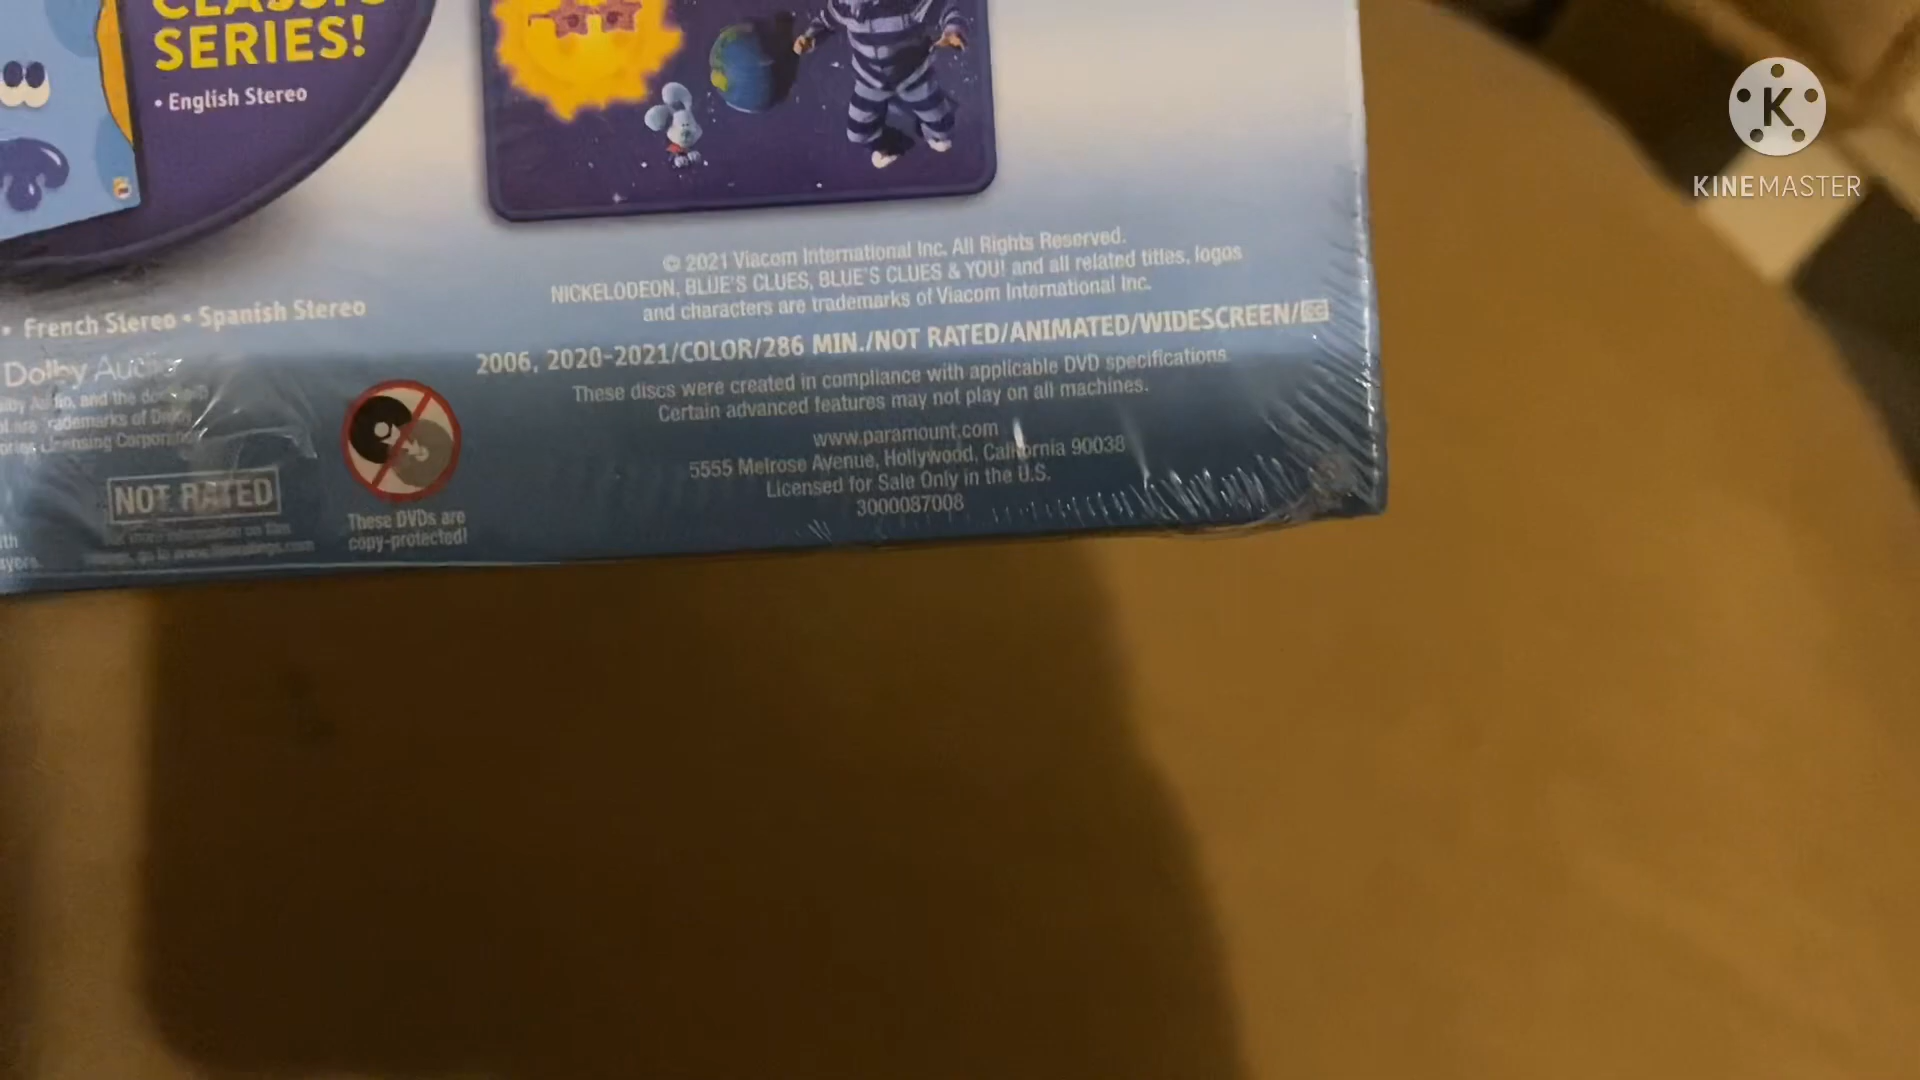 CLASSIC
SERIES!
• English Stereo
KINEMASTER
© 2021 Viacom International Inc. All Rights Reserved.
NICKELODEON, BLUE'S CLUES, BLUE'S CLUES & YOU! and all related titles, logos
and characters are trademarks of Viacom International Inc.
• French Stereo • Spanish Stereo
2006, 2020-2021/COLOR/286 MIN./NOT RATED/ANIMATED/WIDESCREEN/CC
Dolby Audio
These discs were created in compliance with applicable DVD specifications.
Certain advanced features may not play on all machines.
www.paramount.com
5555 Melrose Avenue, Hollywood, California 90038
Licensed for Sale Only in the U.S.
3000087008
NOT RATED
These DVDs are
copy-protected!